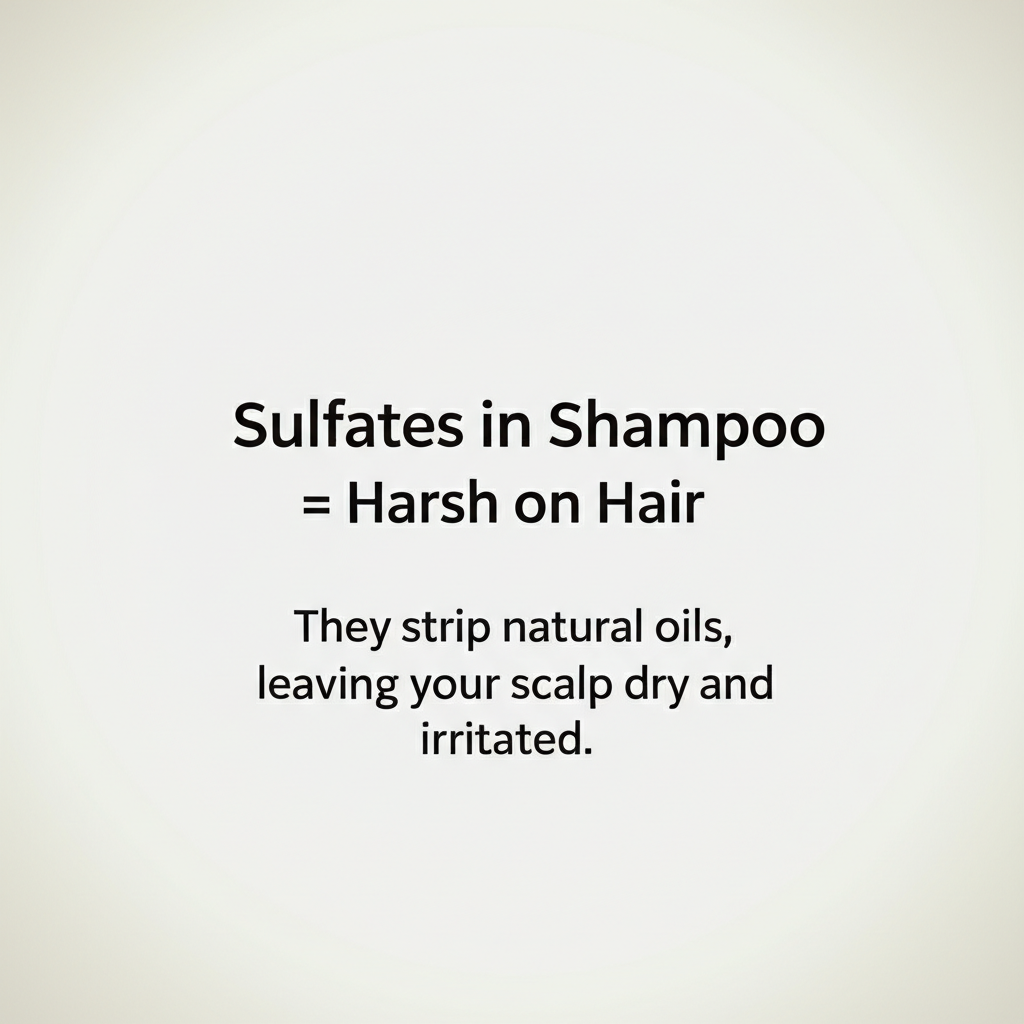 Sulfates in Shampoo
= Harsh on Hair
They strip natural oils,
leaving your scalp dry and
irritated.